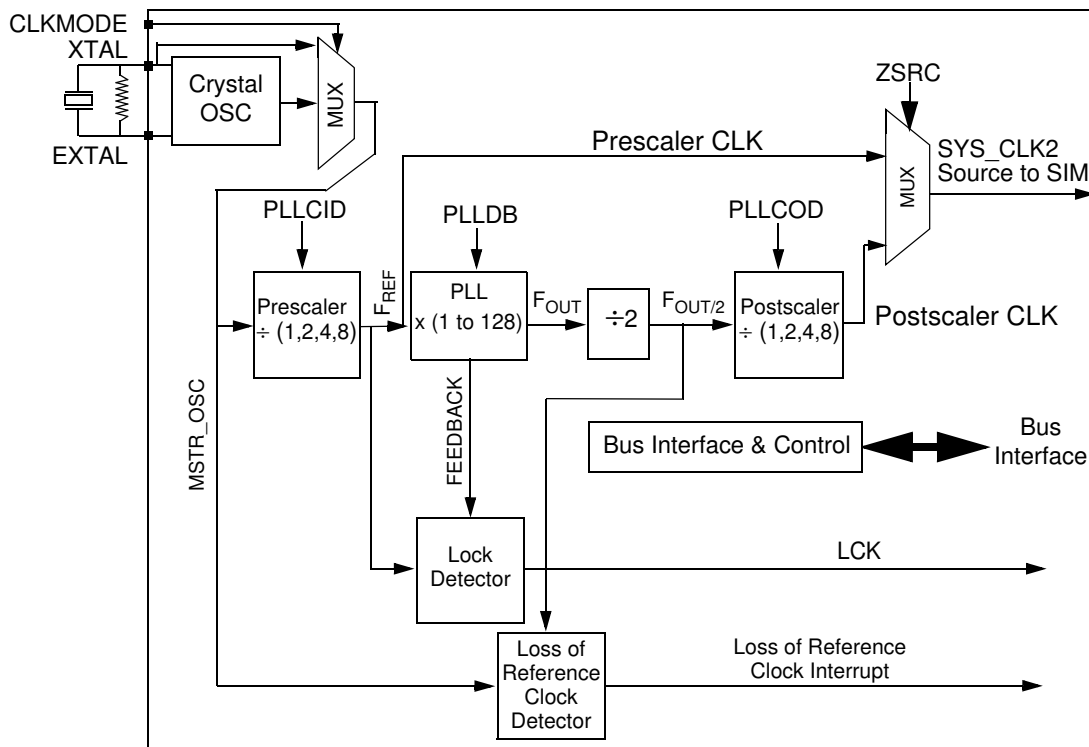 CLKMODE
XTAL
EXTAL
Crystal
OSC
MUX
ZSRC
Prescaler CLK
MUX
SYS_CLK2
Source to SIM
PLLCID
PLLDB
PLLCOD
Prescaler
÷ (1,2,4,8)
FREF
PLL
x (1 to 128)
FOUT
÷2
FOUT/2
Postscaler
÷ (1,2,4,8)
Postscaler CLK
MSTR_OSC
FEEDBACK
Bus Interface & Control
Bus
Interface
Lock
Detector
LCK
Loss of
Reference
Clock
Detector
Loss of Reference
Clock Interrupt